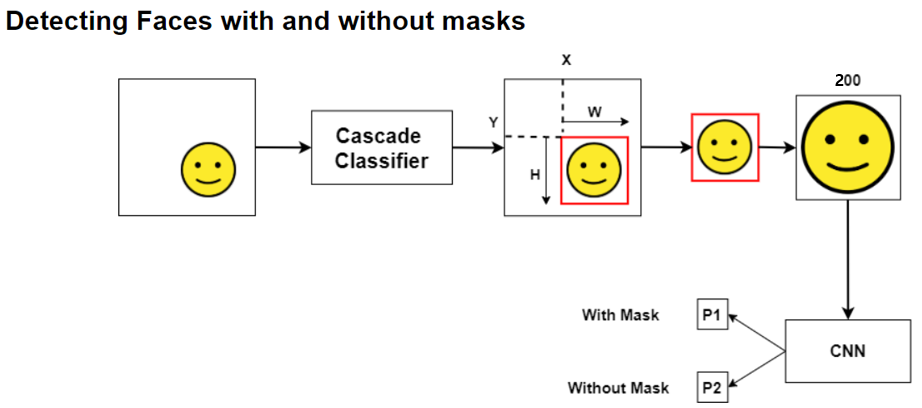 Detecting Faces with and without masks
X
200
W
Y
Cascade
Classifier
H
With Mask
P1
CNN
Without Mask
P2